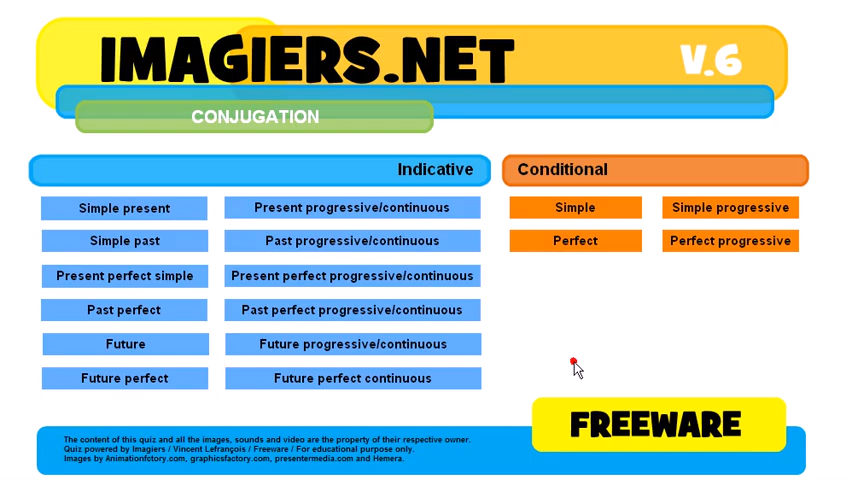 IMAGIERS.NET
V.6
CONJUGATION
Indicative
Conditional
Simple present
Present progressive/continuous
Simple
Simple progressive
Simple past
Past progressive/continuous
Perfect
Perfect progressive
Present perfect simple
Present perfect progressive/continuous
Past perfect
Past perfect progressive/continuous
Future
Future progressive/continuous
Future perfect
Future perfect continuous
FREEWARE
The content of this quiz and all the images, sounds and video are the property of their respective owner.
Quiz powered by Imagiers / Vincent Lefrançois / Freeware / For educational purpose only.
Images by Animationfotory.com, graphicsfactory.com, presentermedia.com and Hemera.